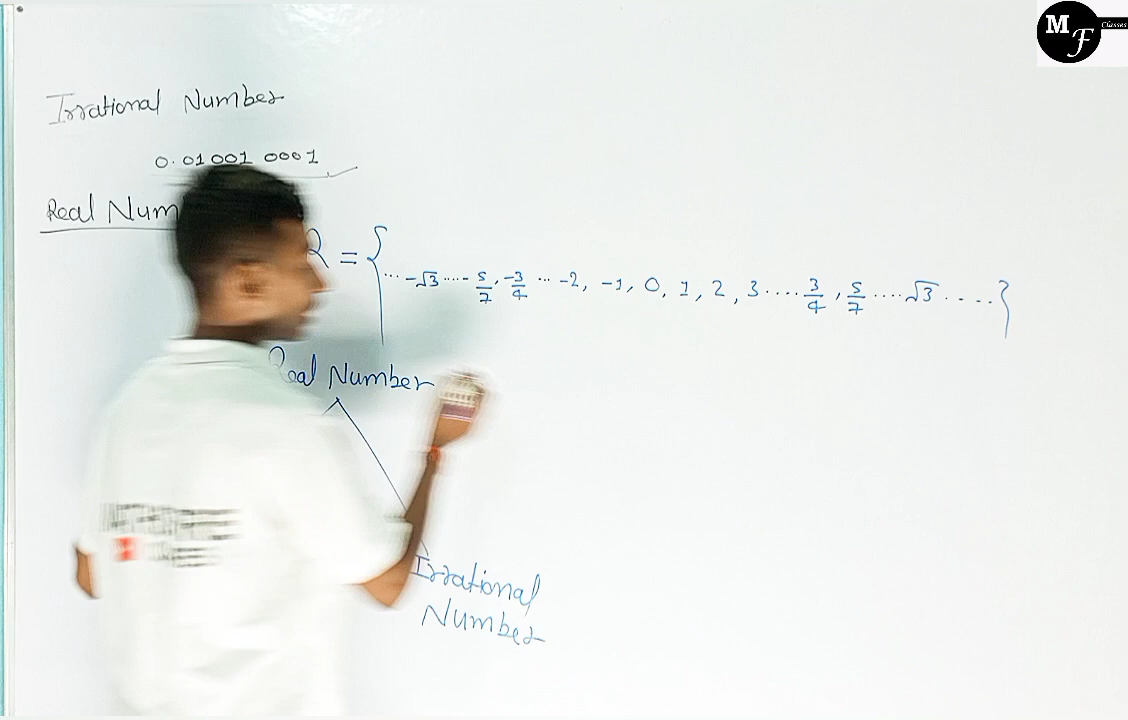 M
F
Classes
Irrational Number
0.01001 0001
Real Num
R = {... -√3 ..... - 5/7, -3/4 ... -2, -1, 0, 1, 2, 3 .... 3/4, 5/7 .... √3 .....}
Real Number
Irrational
Number